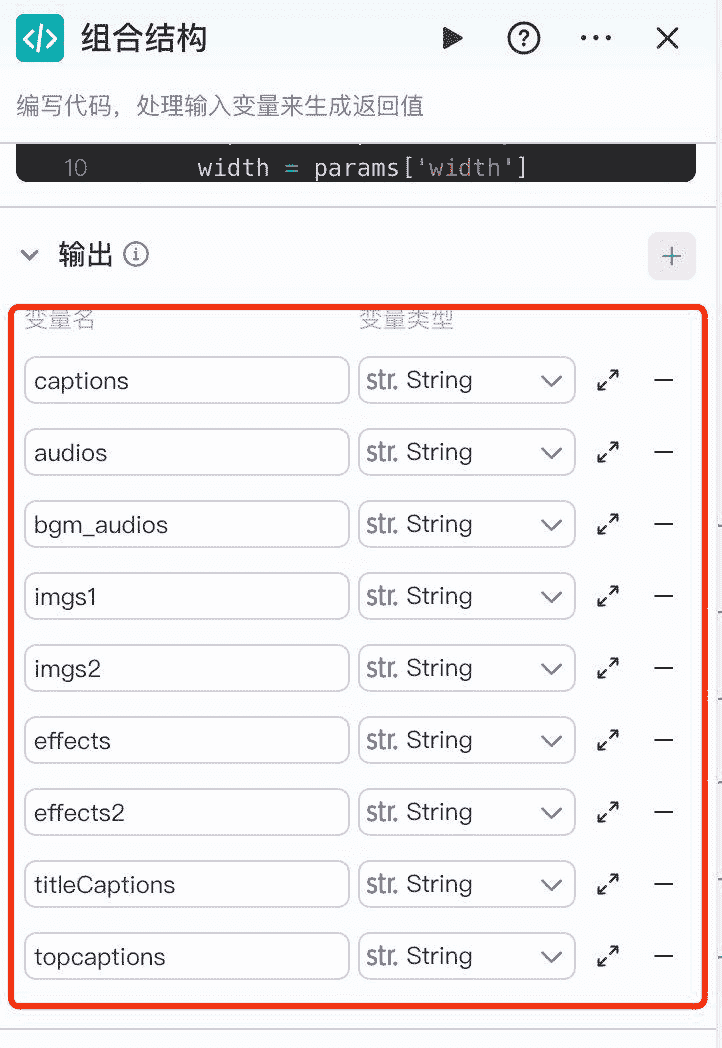 </> 组合结构
编写代码，处理输入变量来生成返回值
10 width = params['width']
输出
变量名 变量类型
captions str. String
audios str. String
bgm_audios str. String
imgs1 str. String
imgs2 str. String
effects str. String
effects2 str. String
titleCaptions str. String
topcaptions str. String